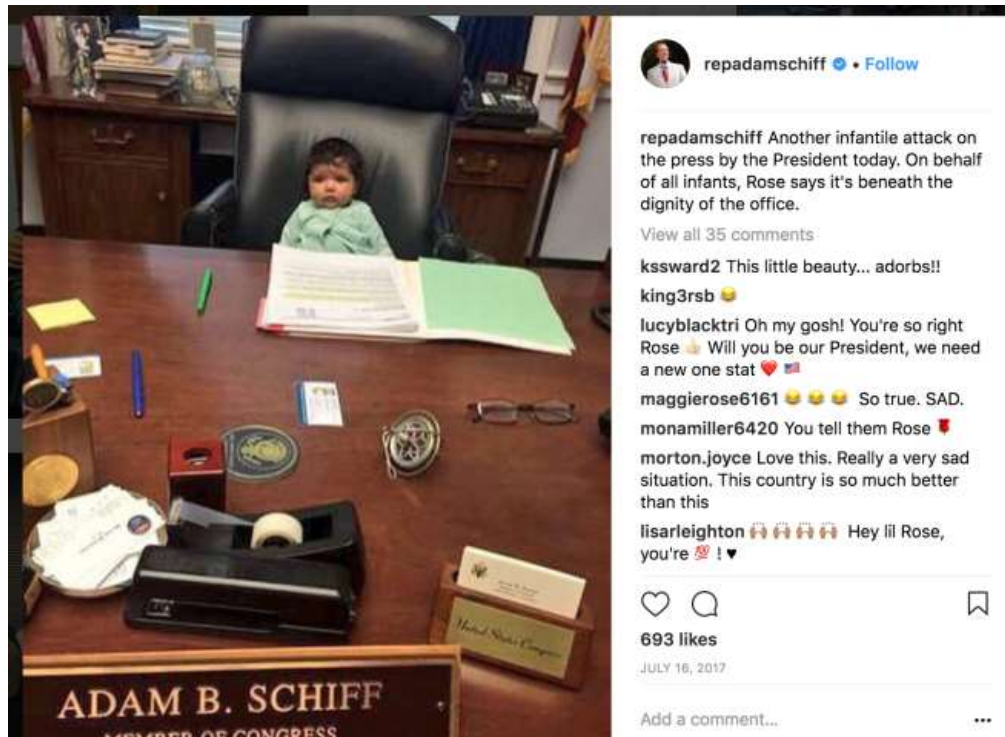 repadamschiff • Follow
repadamschiff Another infantile attack on
the press by the President today. On behalf
of all infants, Rose says it's beneath the
dignity of the office.
View all 35 comments
kssward2 This little beauty... adorbs!!
king3rsb 😂
lucyblacktri Oh my gosh! You're so right
Rose 👍🏻 Will you be our President, we need
a new one stat ❤️ 🇺🇸
maggierose6161 😂 😂 😂 So true. SAD.
monamiller6420 You tell them Rose 🌹
morton.joyce Love this. Really a very sad
situation. This country is so much better
than this
lisarleighton 🙌🏽 🙌🏽 🙌🏽 🙌🏽 Hey lil Rose,
you're 💯 ! ♥
693 likes
JULY 16, 2017
Add a comment...
United States Congress
ADAM B. SCHIFF
MEMBER OF CONGRESS